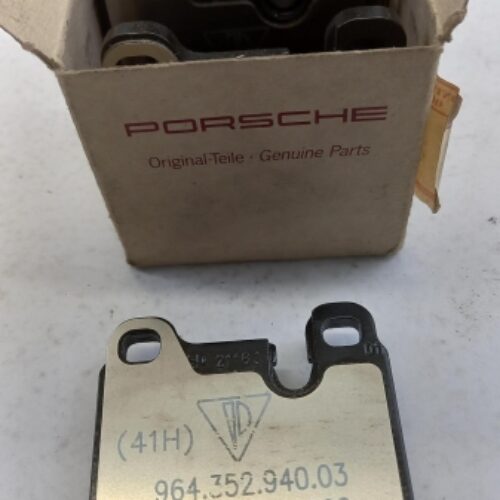 PORSCHE
Original-Teile · Genuine Parts
(41H)
964.352.940.03